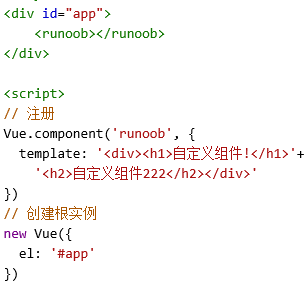 <div id="app">
    <runoob></runoob>
</div>

<script>
// 注册
Vue.component('runoob', {
  template: '<div><h1>自定义组件!</h1>'+
    '<h2>自定义组件222</h2></div>'
})
// 创建根实例
new Vue({
  el: '#app'
})